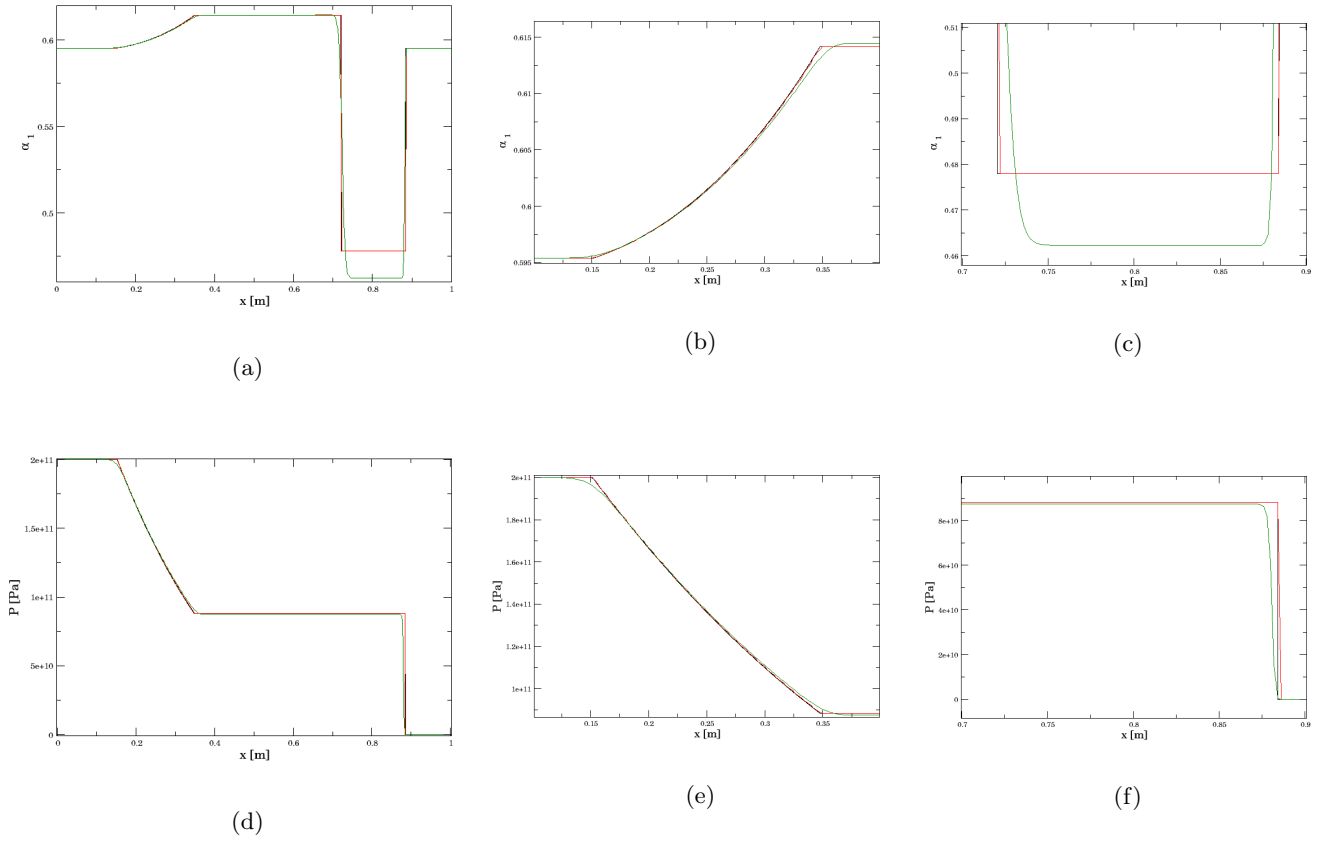 0.6
0.55
0.5
α 1
0
0.2
0.4
0.6
0.8
1
x [m]
(a)
0.615
0.61
0.605
0.6
0.595
α 1
0.15
0.2
0.25
0.3
0.35
x [m]
(b)
0.51
0.5
0.49
0.48
0.47
0.46
α 1
0.7
0.75
0.8
0.85
0.9
x [m]
(c)
2e+11
1.5e+11
1e+11
5e+10
0
P [Pa]
0
0.2
0.4
0.6
0.8
1
x [m]
(d)
2e+11
1.8e+11
1.6e+11
1.4e+11
1.2e+11
1e+11
P [Pa]
0.15
0.2
0.25
0.3
0.35
x [m]
(e)
8e+10
6e+10
4e+10
2e+10
0
P [Pa]
0.7
0.75
0.8
0.85
0.9
x [m]
(f)